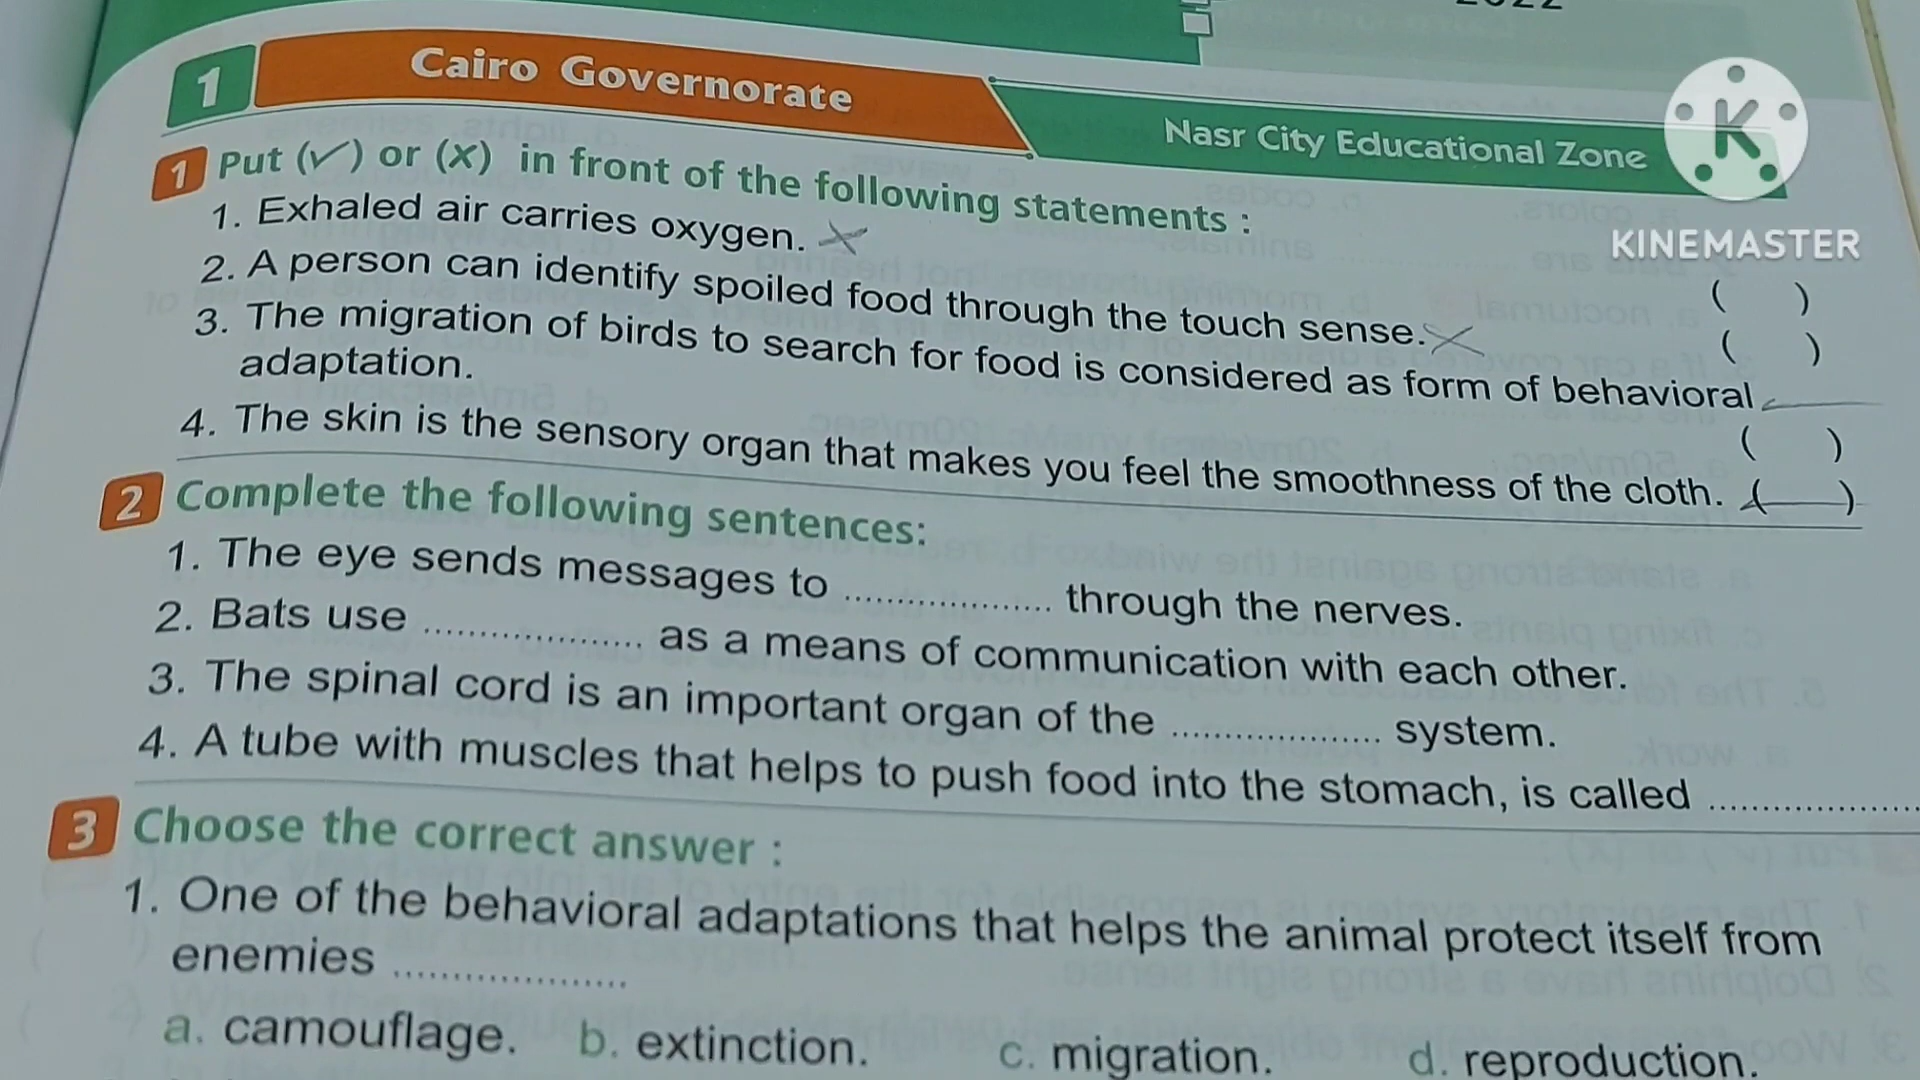 2022
1 Cairo Governorate
Nasr City Educational Zone
KINEMASTER
1 Put (✓) or (x) in front of the following statements :
1. Exhaled air carries oxygen. ( )
2. A person can identify spoiled food through the touch sense. ( )
3. The migration of birds to search for food is considered as form of behavioral
adaptation. ( )
4. The skin is the sensory organ that makes you feel the smoothness of the cloth. ( )
2 Complete the following sentences:
1. The eye sends messages to .................... through the nerves.
2. Bats use .................... as a means of communication with each other.
3. The spinal cord is an important organ of the .................... system.
4. A tube with muscles that helps to push food into the stomach, is called ....................
3 Choose the correct answer :
1. One of the behavioral adaptations that helps the animal protect itself from
enemies ....................
a. camouflage. b. extinction. c. migration. d. reproduction.